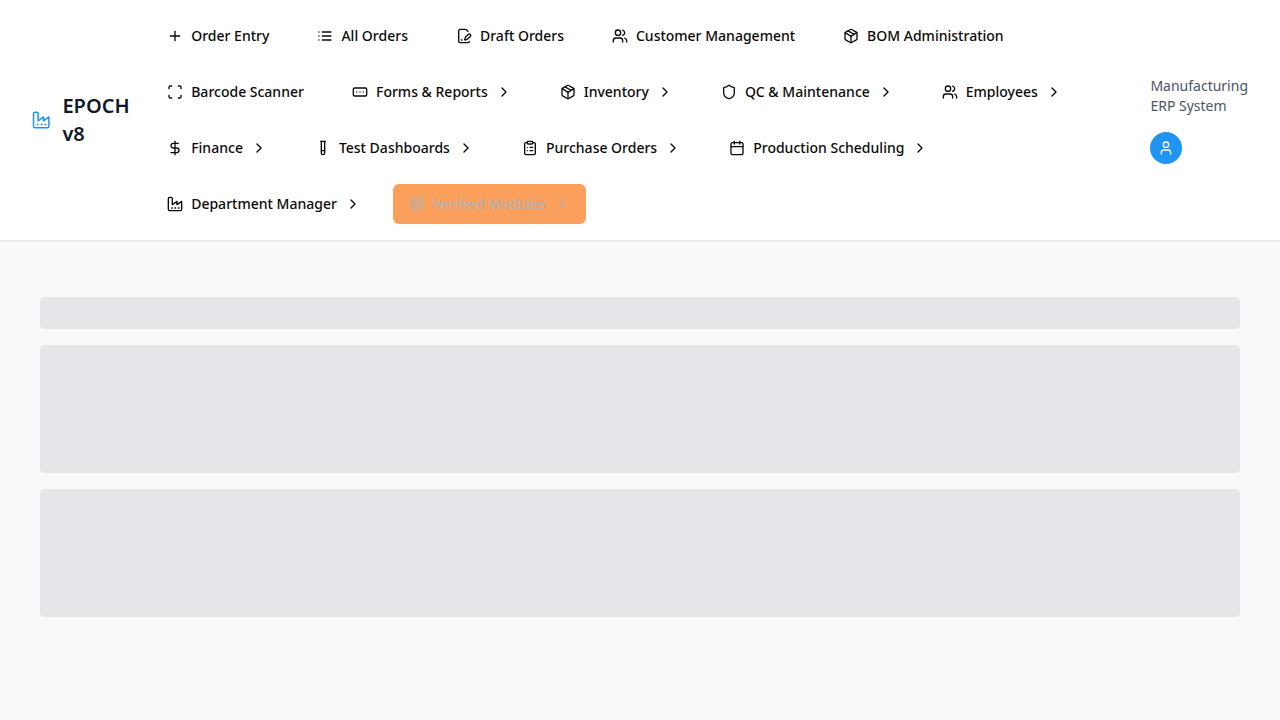 Order Entry
All Orders
Draft Orders
Customer Management
BOM Administration
EPOCH
v8
Barcode Scanner
Forms & Reports
Inventory
QC & Maintenance
Employees
Finance
Test Dashboards
Purchase Orders
Production Scheduling
Department Manager
Verified Modules
Manufacturing
ERP System